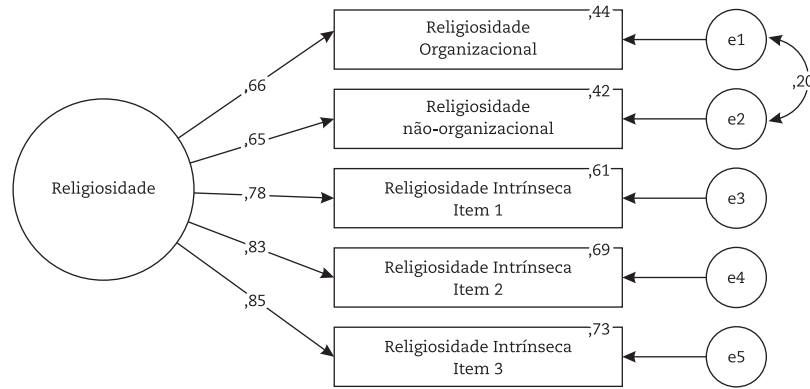 ,44
Religiosidade
Organizacional
e1
,66
,20
,42
Religiosidade
não-organizacional
e2
,65
Religiosidade
,61
Religiosidade Intrínseca
Item 1
e3
,78
,69
Religiosidade Intrínseca
Item 2
e4
,83
,73
Religiosidade Intrínseca
Item 3
e5
,85